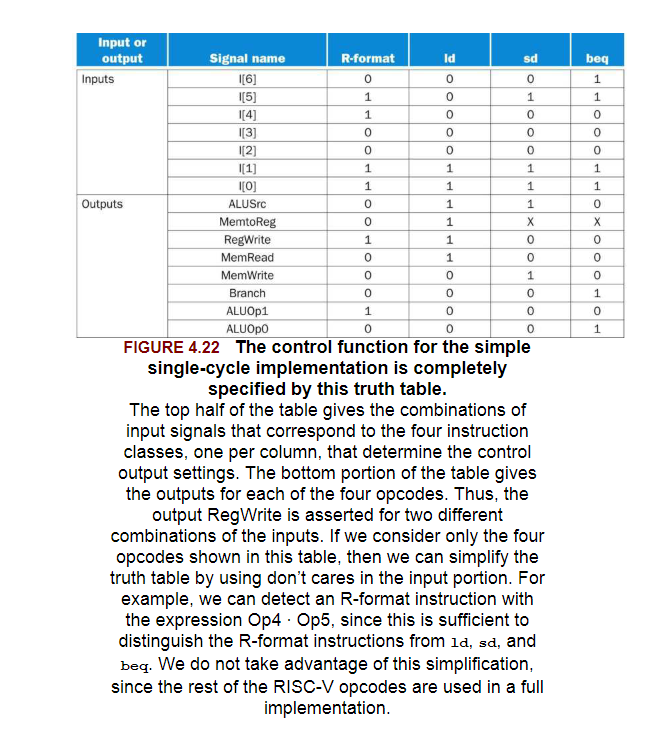 Input or output Signal name R-format ld sd beq
Inputs I[6] 0 0 0 1
I[5] 1 0 1 1
I[4] 1 0 0 0
I[3] 0 0 0 0
I[2] 0 0 0 0
I[1] 1 1 1 1
I[0] 1 1 1 1
Outputs ALUSrc 0 1 1 0
MemtoReg 0 1 X X
RegWrite 1 1 0 0
MemRead 0 1 0 0
MemWrite 0 0 1 0
Branch 0 0 0 1
ALUOp1 1 0 0 0
ALUOp0 0 0 0 1
FIGURE 4.22 The control function for the simple
single-cycle implementation is completely
specified by this truth table.
The top half of the table gives the combinations of
input signals that correspond to the four instruction
classes, one per column, that determine the control
output settings. The bottom portion of the table gives
the outputs for each of the four opcodes. Thus, the
output RegWrite is asserted for two different
combinations of the inputs. If we consider only the four
opcodes shown in this table, then we can simplify the
truth table by using don’t cares in the input portion. For
example, we can detect an R-format instruction with
the expression Op4 · Op5, since this is sufficient to
distinguish the R-format instructions from ld, sd, and
beq. We do not take advantage of this simplification,
since the rest of the RISC-V opcodes are used in a full
implementation.